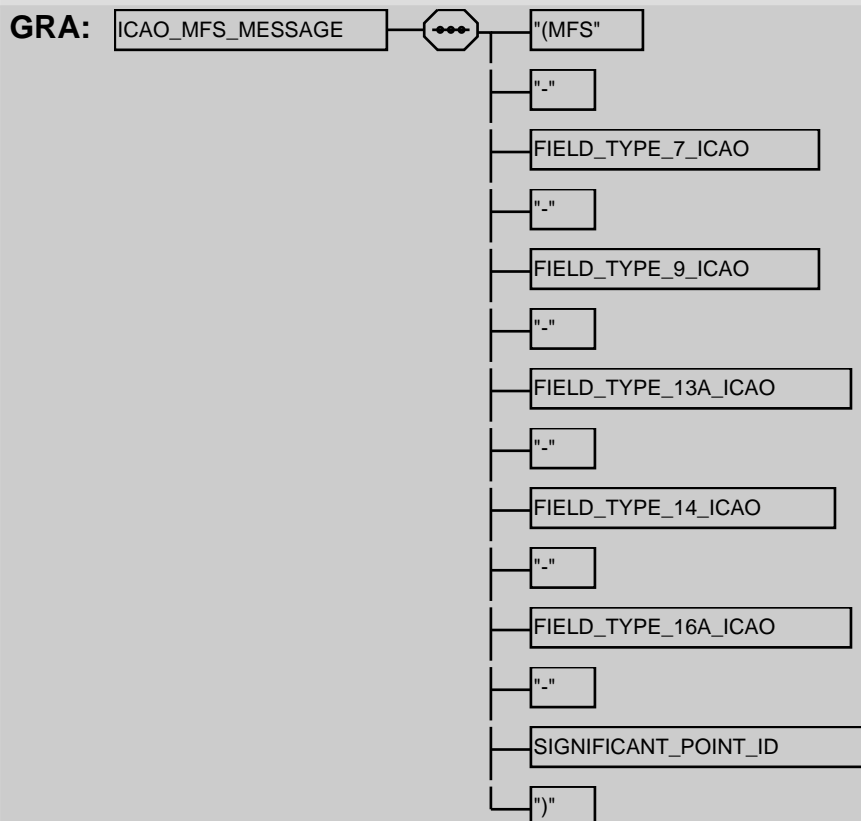 GRA: ICAO_MFS_MESSAGE "(MFS"
"-"
FIELD_TYPE_7_ICAO
"-"
FIELD_TYPE_9_ICAO
"-"
FIELD_TYPE_13A_ICAO
"-"
FIELD_TYPE_14_ICAO
"-"
FIELD_TYPE_16A_ICAO
"-"
SIGNIFICANT_POINT_ID
")"